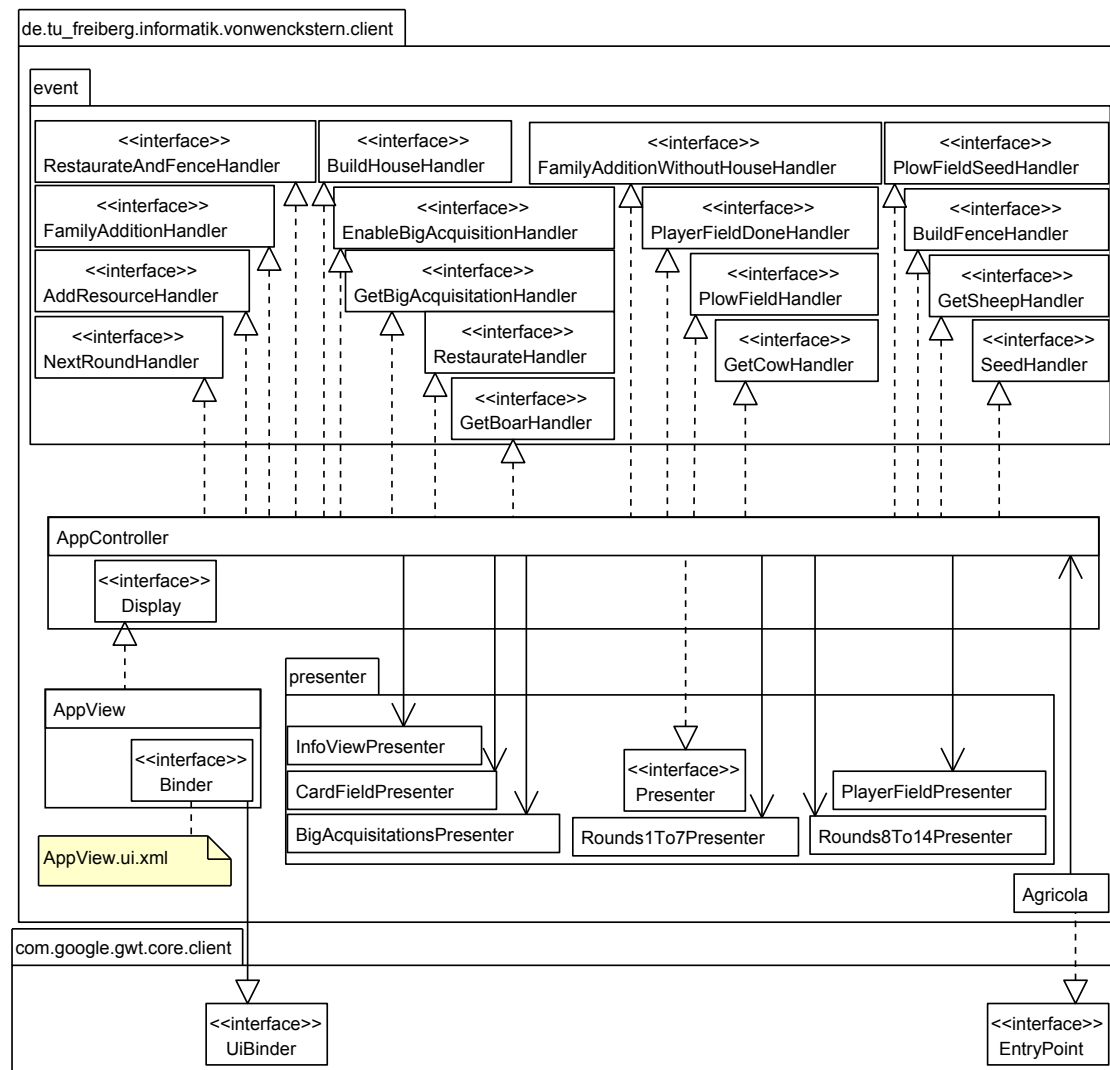 de.tu_freiberg.informatik.vonwenckstern.client
event
<<interface>>
RestaurateAndFenceHandler
<<interface>>
BuildHouseHandler
<<interface>>
FamilyAdditionWithoutHouseHandler
<<interface>>
PlowFieldSeedHandler
<<interface>>
FamilyAdditionHandler
<<interface>>
EnableBigAcquisitionHandler
<<interface>>
PlayerFieldDoneHandler
<<interface>>
BuildFenceHandler
<<interface>>
AddResourceHandler
<<interface>>
GetBigAcquisitationHandler
<<interface>>
PlowFieldHandler
<<interface>>
GetSheepHandler
<<interface>>
NextRoundHandler
<<interface>>
RestaurateHandler
<<interface>>
GetCowHandler
<<interface>>
SeedHandler
<<interface>>
GetBoarHandler
AppController
<<interface>>
Display
AppView
<<interface>>
Binder
AppView.ui.xml
presenter
InfoViewPresenter
CardFieldPresenter
BigAcquisitationsPresenter
<<interface>>
Presenter
Rounds1To7Presenter
PlayerFieldPresenter
Rounds8To14Presenter
Agricola
com.google.gwt.core.client
<<interface>>
UiBinder
<<interface>>
EntryPoint